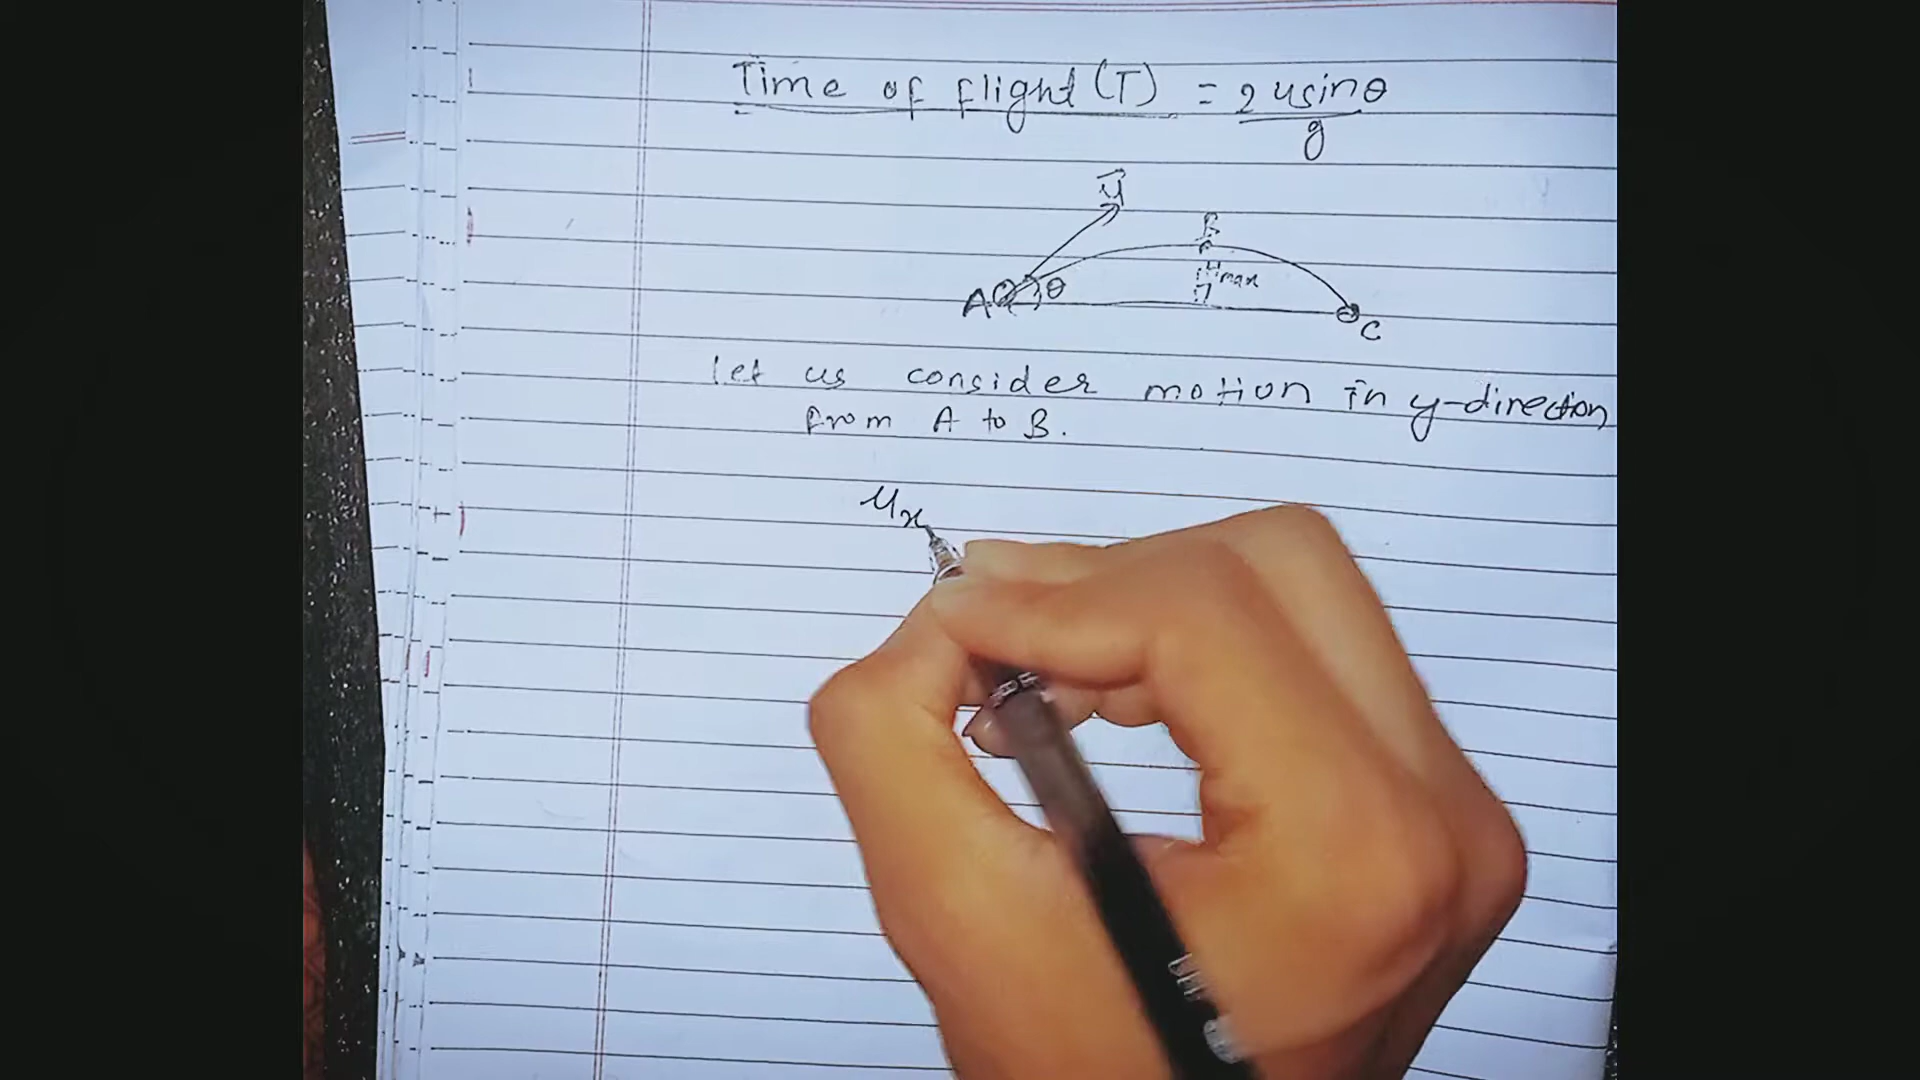 Time of flight (T) = 2usinθ/g
u⃗
B
Hmax
A θ
C
let us consider motion in y-direction
from A to B.
ux